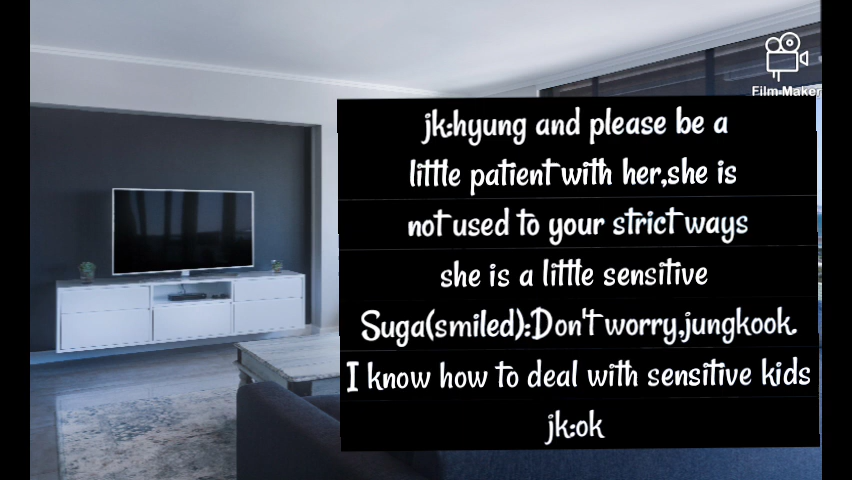 Film-Maker
jk:hyung and please be a
little patient with her,she is
not used to your strict ways
she is a little sensitive
Suga(smiled):Don't worry,jungkook.
I know how to deal with sensitive kids
jk:ok